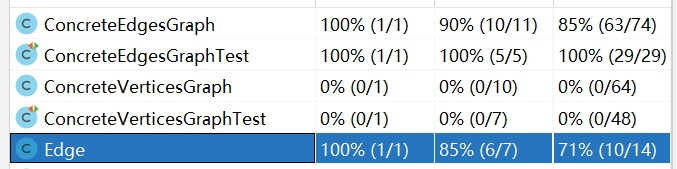 ConcreteEdgesGraph 100% (1/1) 90% (10/11) 85% (63/74)
ConcreteEdgesGraphTest 100% (1/1) 100% (5/5) 100% (29/29)
ConcreteVerticesGraph 0% (0/1) 0% (0/10) 0% (0/64)
ConcreteVerticesGraphTest 0% (0/1) 0% (0/7) 0% (0/48)
Edge 100% (1/1) 85% (6/7) 71% (10/14)